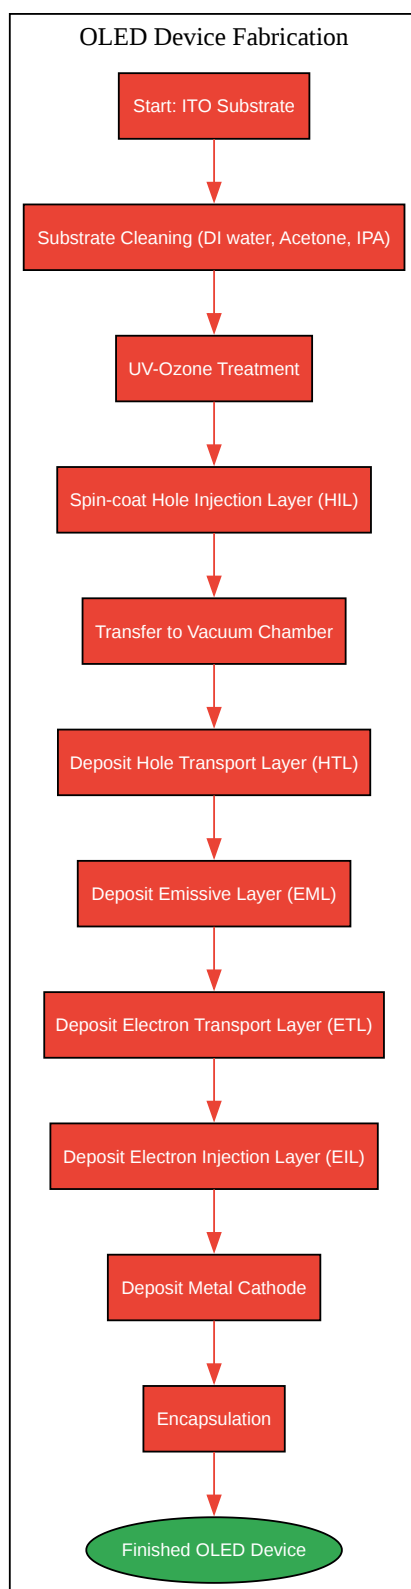 OLED Device Fabrication
Start: ITO Substrate
Substrate Cleaning (DI water, Acetone, IPA)
UV-Ozone Treatment
Spin-coat Hole Injection Layer (HIL)
Transfer to Vacuum Chamber
Deposit Hole Transport Layer (HTL)
Deposit Emissive Layer (EML)
Deposit Electron Transport Layer (ETL)
Deposit Electron Injection Layer (EIL)
Deposit Metal Cathode
Encapsulation
Finished OLED Device